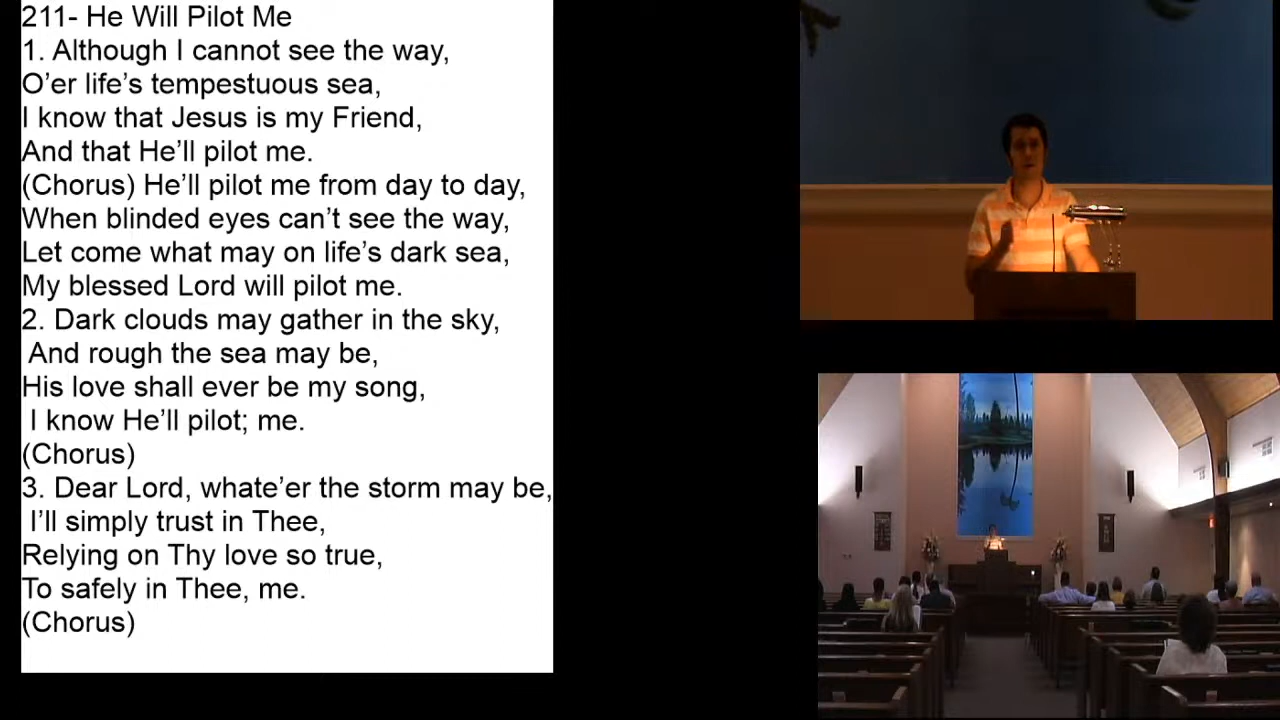 211- He Will Pilot Me
1. Although I cannot see the way,
O’er life’s tempestuous sea,
I know that Jesus is my Friend,
And that He’ll pilot me.
(Chorus) He’ll pilot me from day to day,
When blinded eyes can’t see the way,
Let come what may on life’s dark sea,
My blessed Lord will pilot me.
2. Dark clouds may gather in the sky,
And rough the sea may be,
His love shall ever be my song,
I know He’ll pilot; me.
(Chorus)
3. Dear Lord, whate’er the storm may be,
I’ll simply trust in Thee,
Relying on Thy love so true,
To safely in Thee, me.
(Chorus)